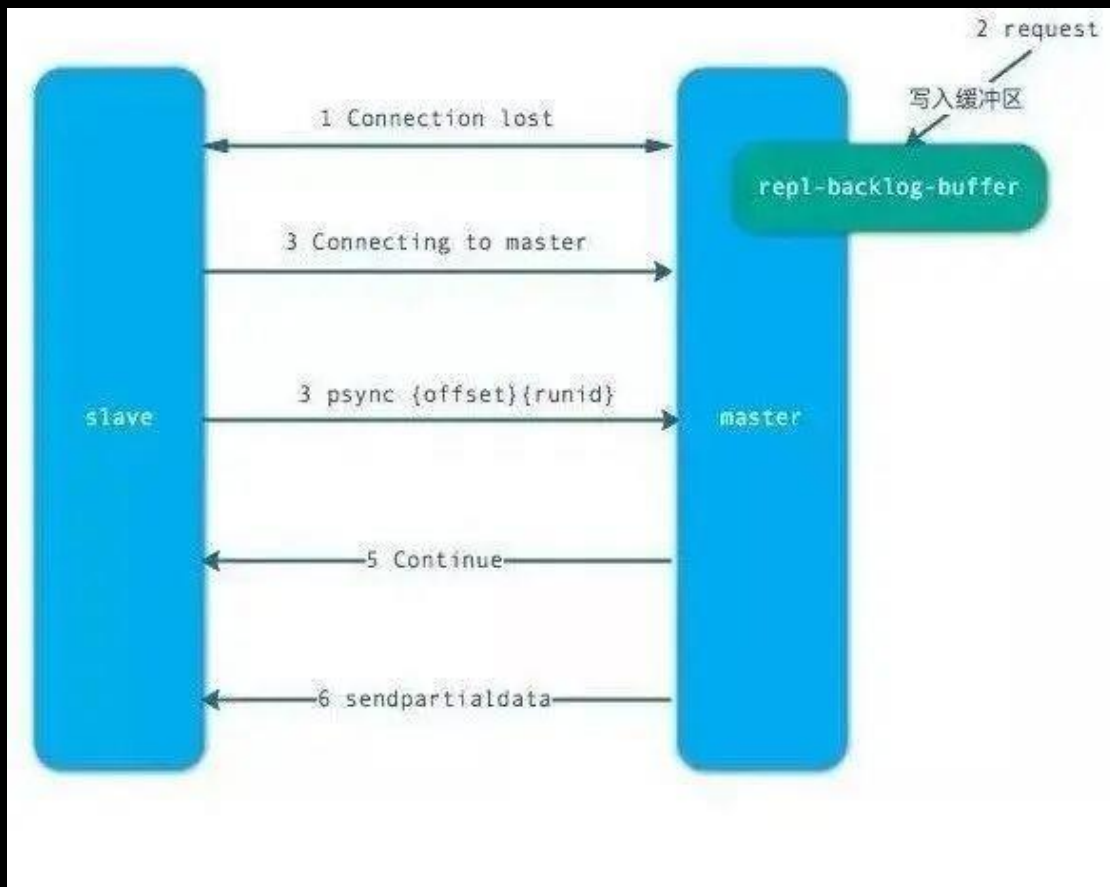 2 request
写入缓冲区
1 Connection lost
repl-backlog-buffer
3 Connecting to master
3 psync {offset}{runid}
slave
master
5 Continue
6 sendpartialdata